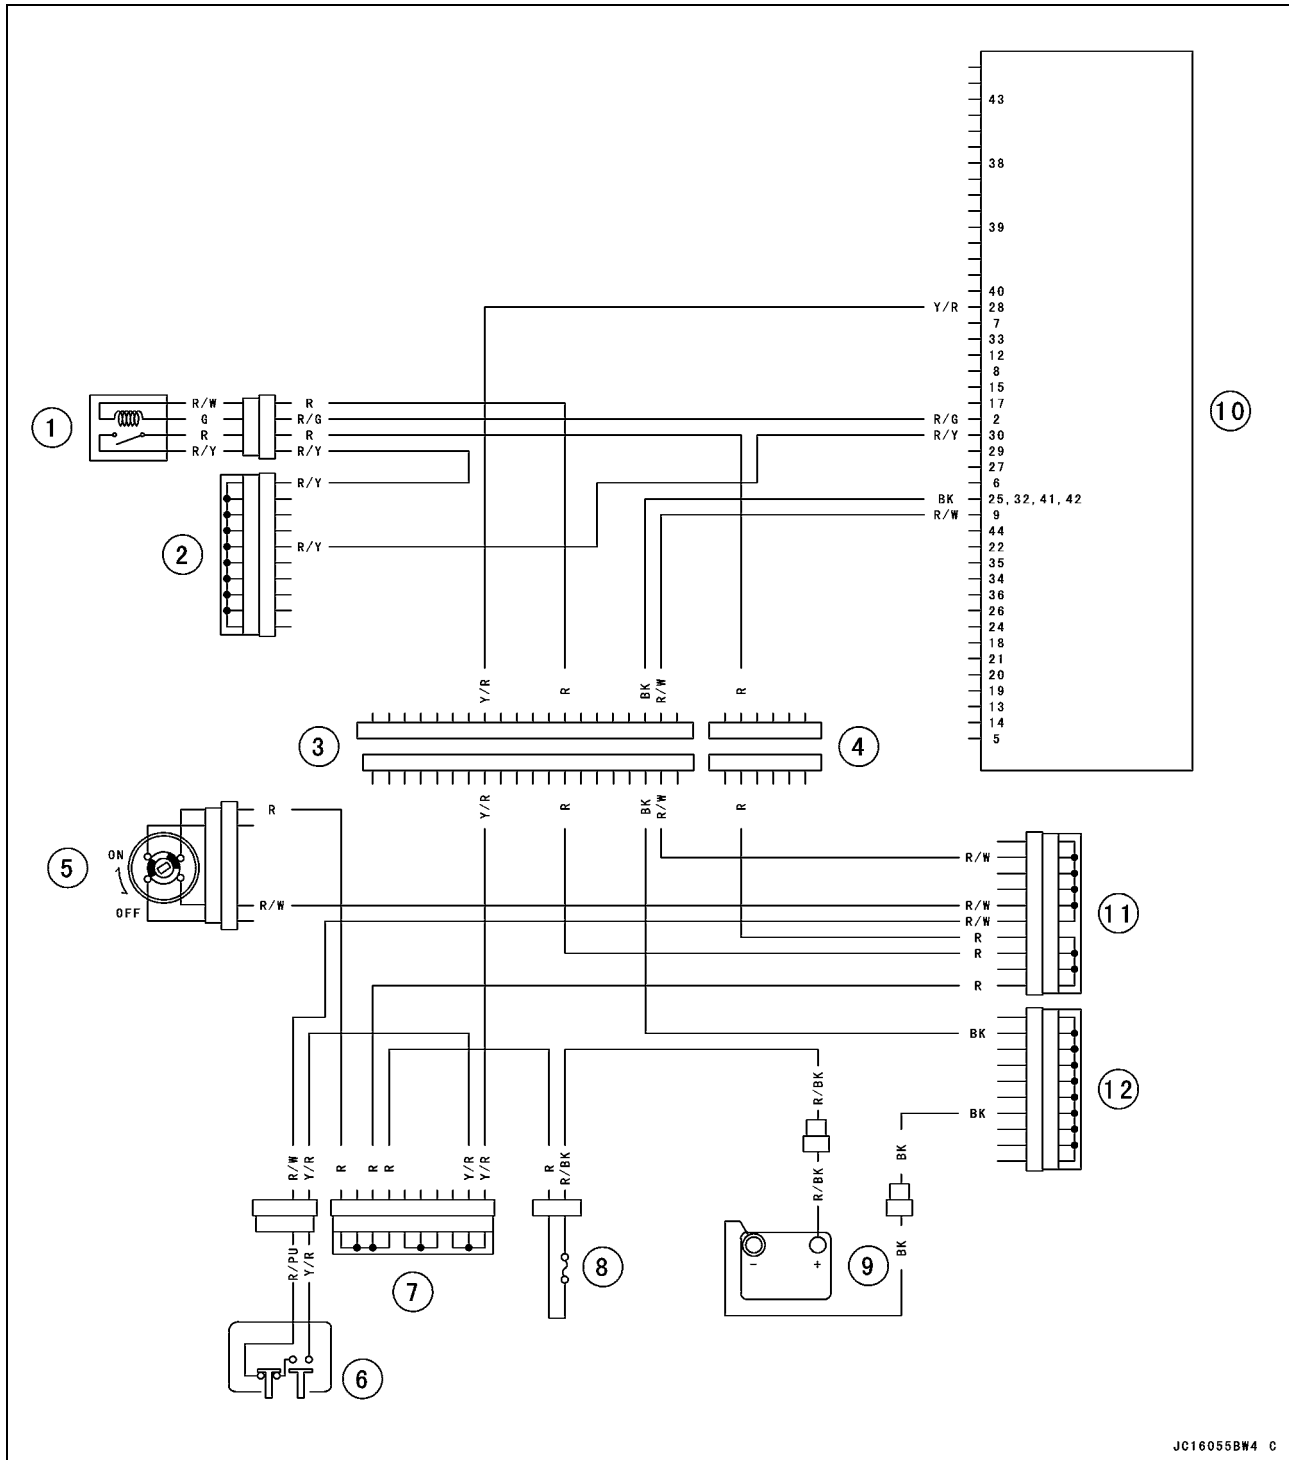 43
38
39
40
Y/R 28
7
33
12
8
15
R/W R 17
G R/G R/G 2
R R R/Y 30
R/Y R/Y 29
27
R/Y 6
BK 25, 32, 41, 42
R/W 9
44
R/Y 22
35
34
36
26
24
18
21
20
19
13
14
5
1
2
10
Y/R R BK R/W R
3
4
Y/R R BK R/W R
R
ON
OFF
5
R/W
R/W
R/W
R/W
R
R
R
11
BK
BK
12
R/W Y/R R R R Y/R Y/R R R/BK
R/BK
R/BK
BK
BK
R/PU Y/R
7
8
- +
9
6
JC16055BW4 C